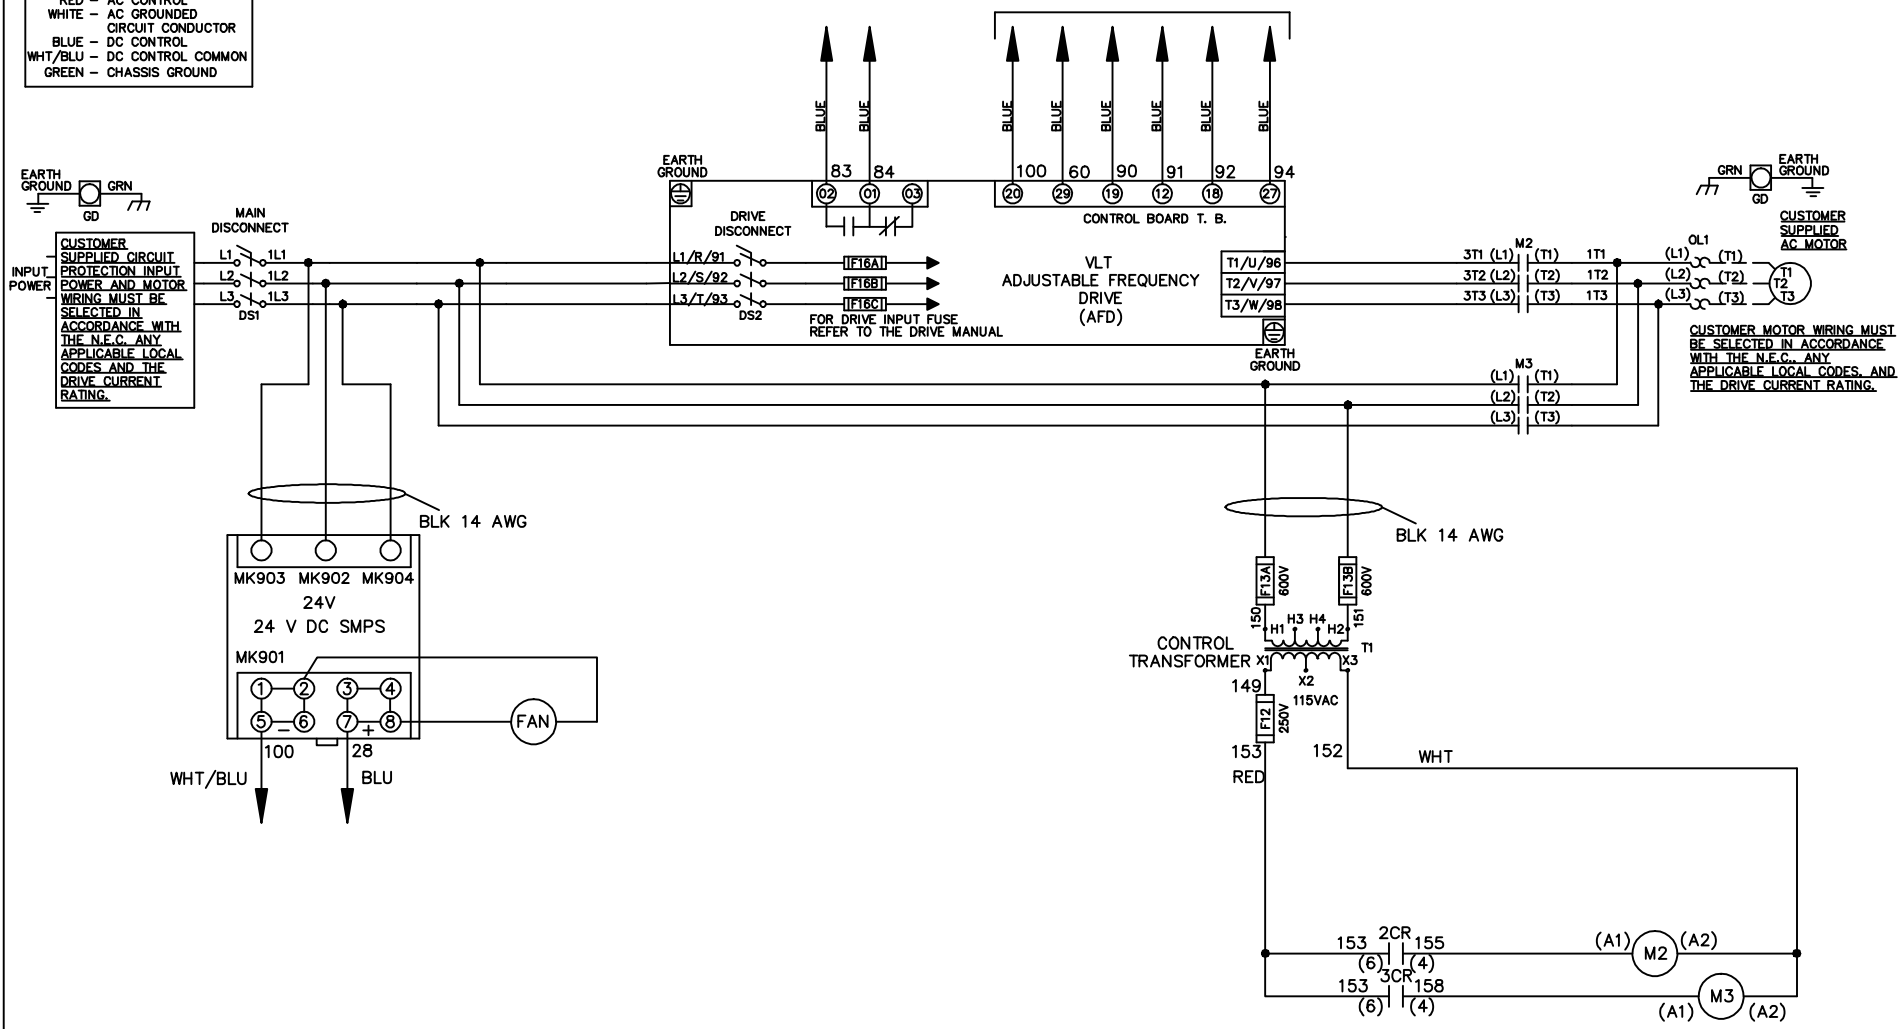 RED – AC CONTROL
WHITE – AC GROUNDED
CIRCUIT CONDUCTOR
BLUE – DC CONTROL
WHT/BLU – DC CONTROL COMMON
GREEN – CHASSIS GROUND
BLUE
BLUE
BLUE
BLUE
BLUE
BLUE
BLUE
BLUE
83
84
100
60
90
91
92
94
02
01
03
20
29
19
12
18
27
CONTROL BOARD T. B.
EARTH
GROUND
GRN
GD
EARTH
GROUND
GRN
EARTH
GROUND
GD
INPUT
POWER
CUSTOMER
SUPPLIED CIRCUIT
PROTECTION INPUT
POWER AND MOTOR
WIRING MUST BE
SELECTED IN
ACCORDANCE WITH
THE N.E.C. ANY
APPLICABLE LOCAL
CODES AND THE
DRIVE CURRENT
RATING.
MAIN
DISCONNECT
L1
1L1
L2
1L2
L3
1L3
DS1
DRIVE
DISCONNECT
L1/R/91
L2/S/92
L3/T/93
DS2
F16A
F16B
F16C
FOR DRIVE INPUT FUSE
REFER TO THE DRIVE MANUAL
VLT
ADJUSTABLE FREQUENCY
DRIVE
(AFD)
T1/U/96
T2/V/97
T3/W/98
EARTH
GROUND
M2
3T1 (L1) (T1) 1T1
3T2 (L2) (T2) 1T2
3T3 (L3) (T3) 1T3
OL1
(L1) (T1)
(L2) (T2)
(L3) (T3)
T1
T2
T3
CUSTOMER
SUPPLIED
AC MOTOR
CUSTOMER MOTOR WIRING MUST
BE SELECTED IN ACCORDANCE
WITH THE N.E.C., ANY
APPLICABLE LOCAL CODES, AND
THE DRIVE CURRENT RATING.
M3
(L1) (T1)
(L2) (T2)
(L3) (T3)
BLK 14 AWG
BLK 14 AWG
MK903 MK902 MK904
24V
24 V DC SMPS
MK901
1 2 3 4
5 6 7 8
– +
FAN
100
28
WHT/BLU
BLU
F13A
600V
F13B
600V
150
151
H1 H3 H4 H2
CONTROL
TRANSFORMER
T1
X1
X3
X2
115VAC
149
F12
250V
153
RED
152
WHT
2CR
153 155
(6) (4)
(A1) M2 (A2)
3CR
153 158
(6) (4)
(A1) M3 (A2)